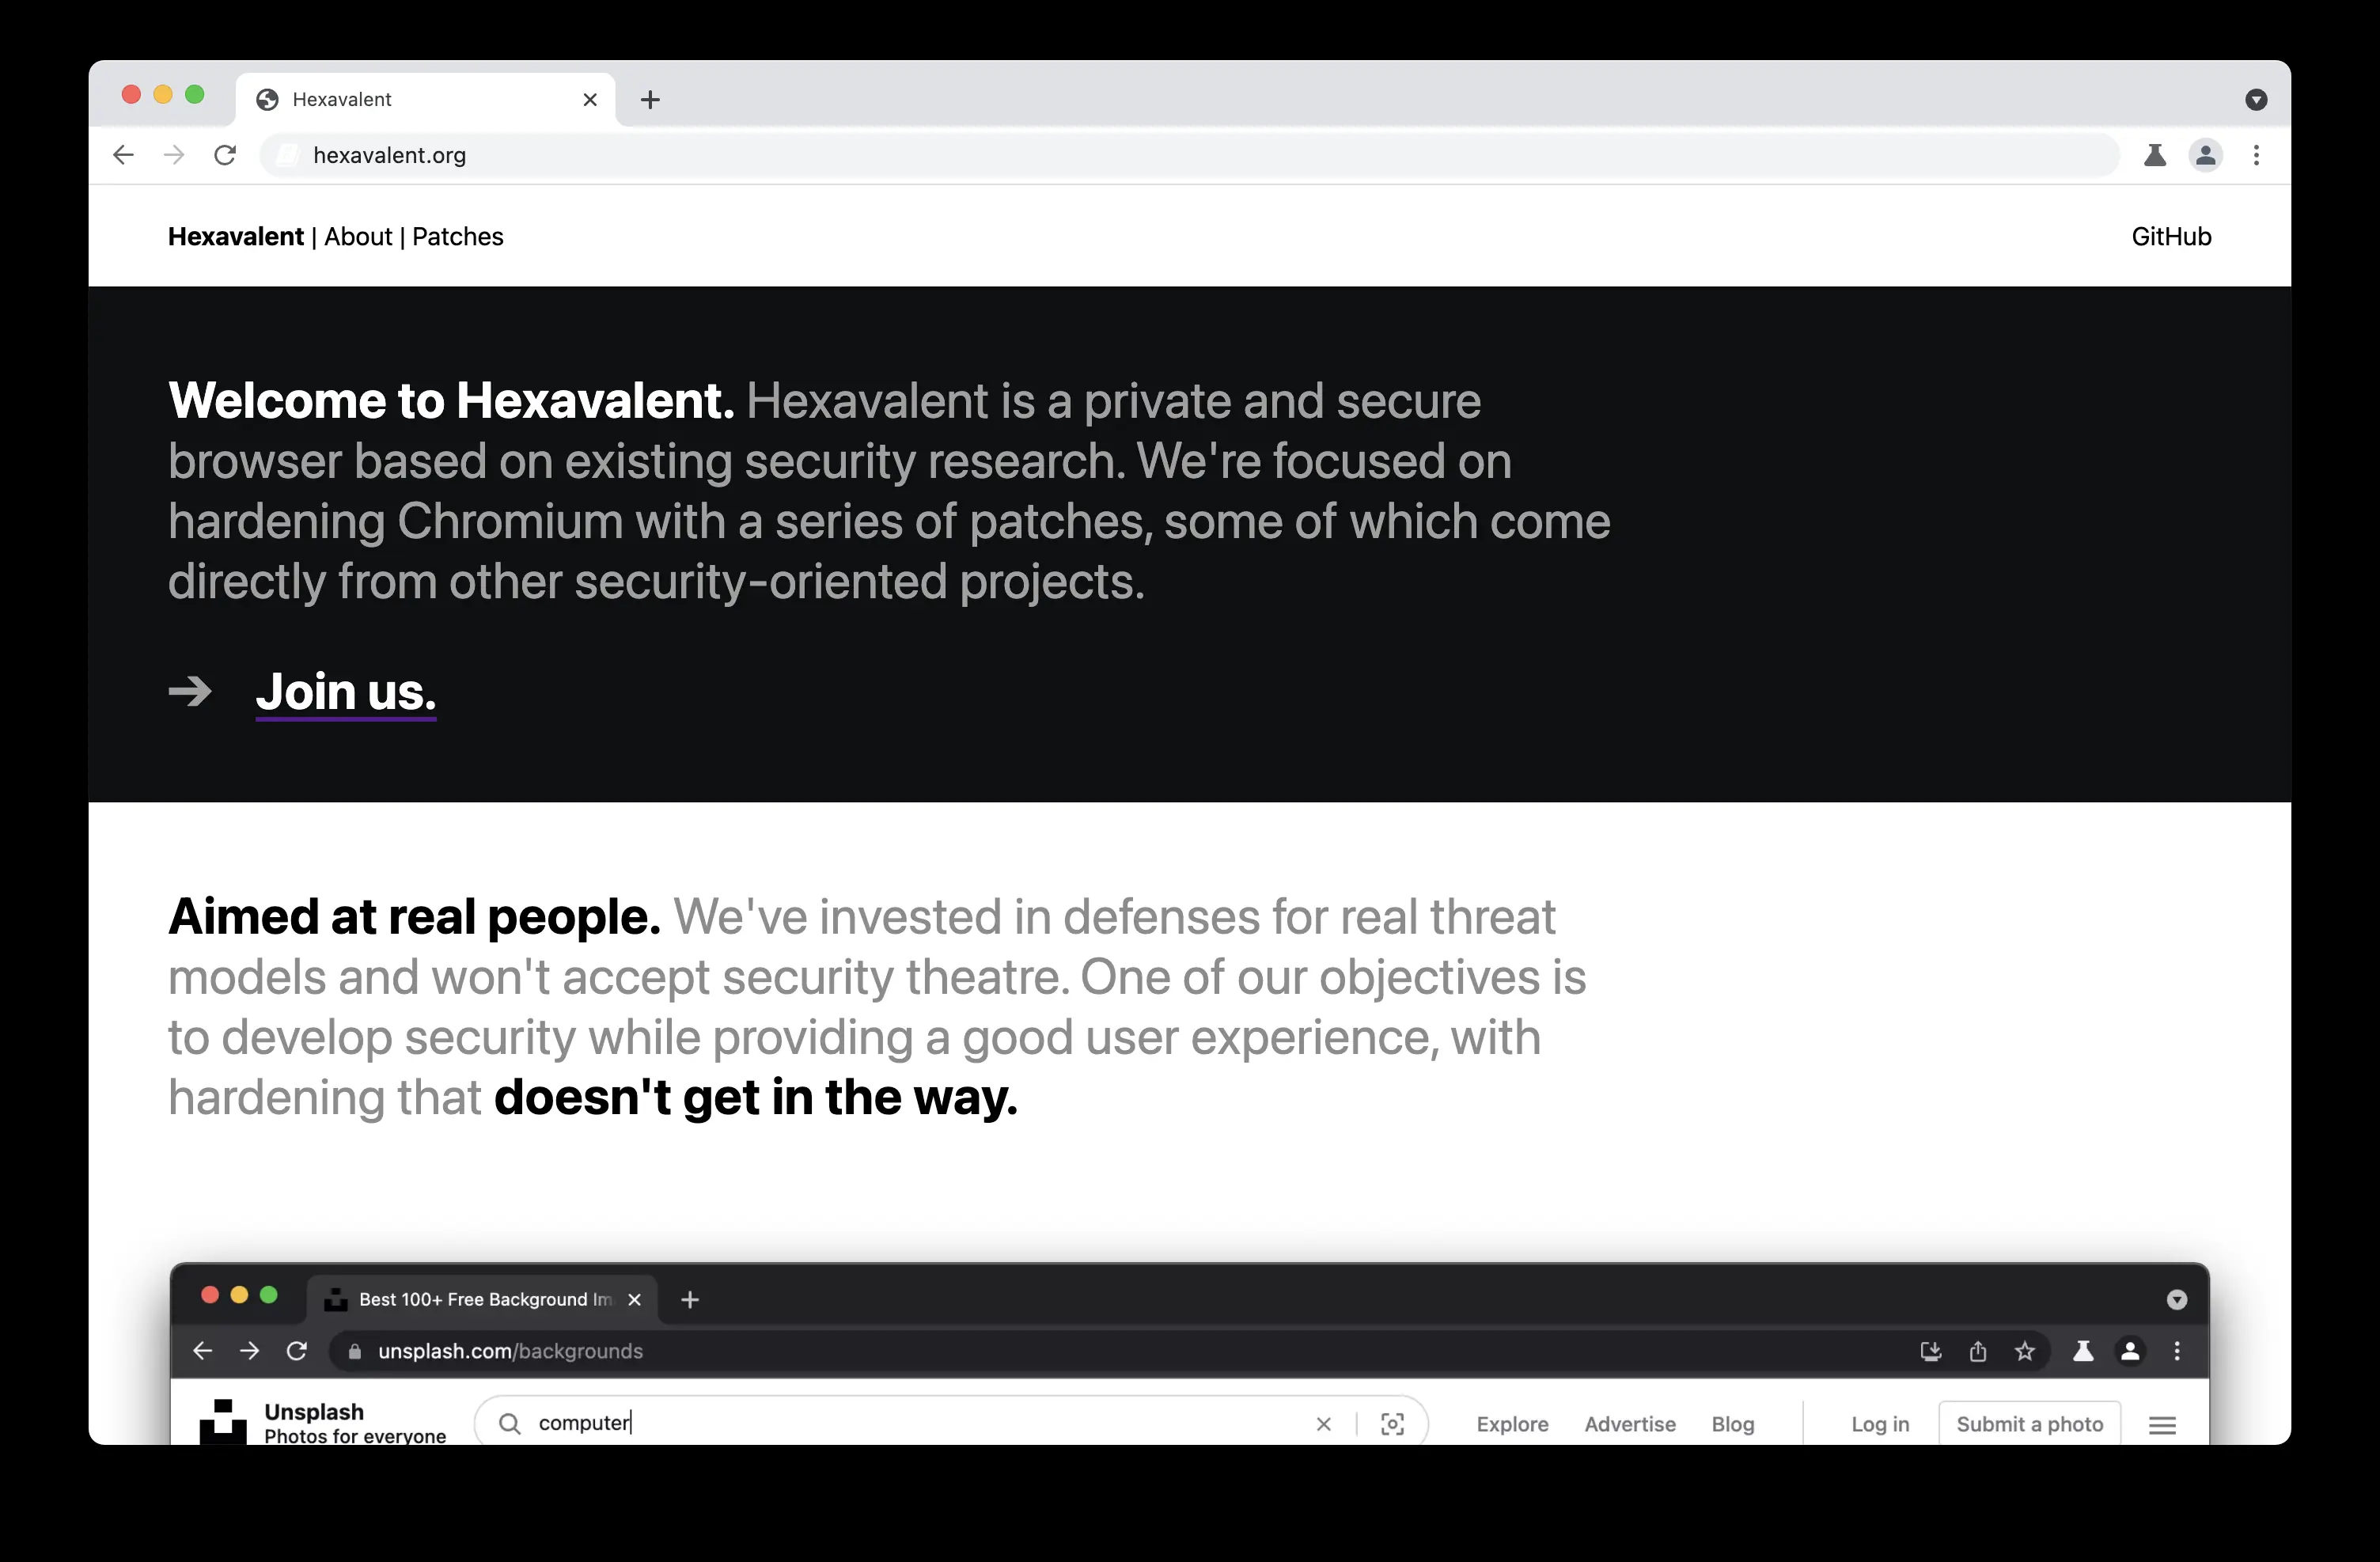 Hexavalent
hexavalent.org
Hexavalent | About | Patches
GitHub
Welcome to Hexavalent. Hexavalent is a private and secure
browser based on existing security research. We're focused on
hardening Chromium with a series of patches, some of which come
directly from other security-oriented projects.
→ Join us.
Aimed at real people. We've invested in defenses for real threat
models and won't accept security theatre. One of our objectives is
to develop security while providing a good user experience, with
hardening that doesn't get in the way.
Best 100+ Free Background Im
unsplash.com/backgrounds
Unsplash
Photos for everyone
computer
Explore Advertise Blog Log in Submit a photo